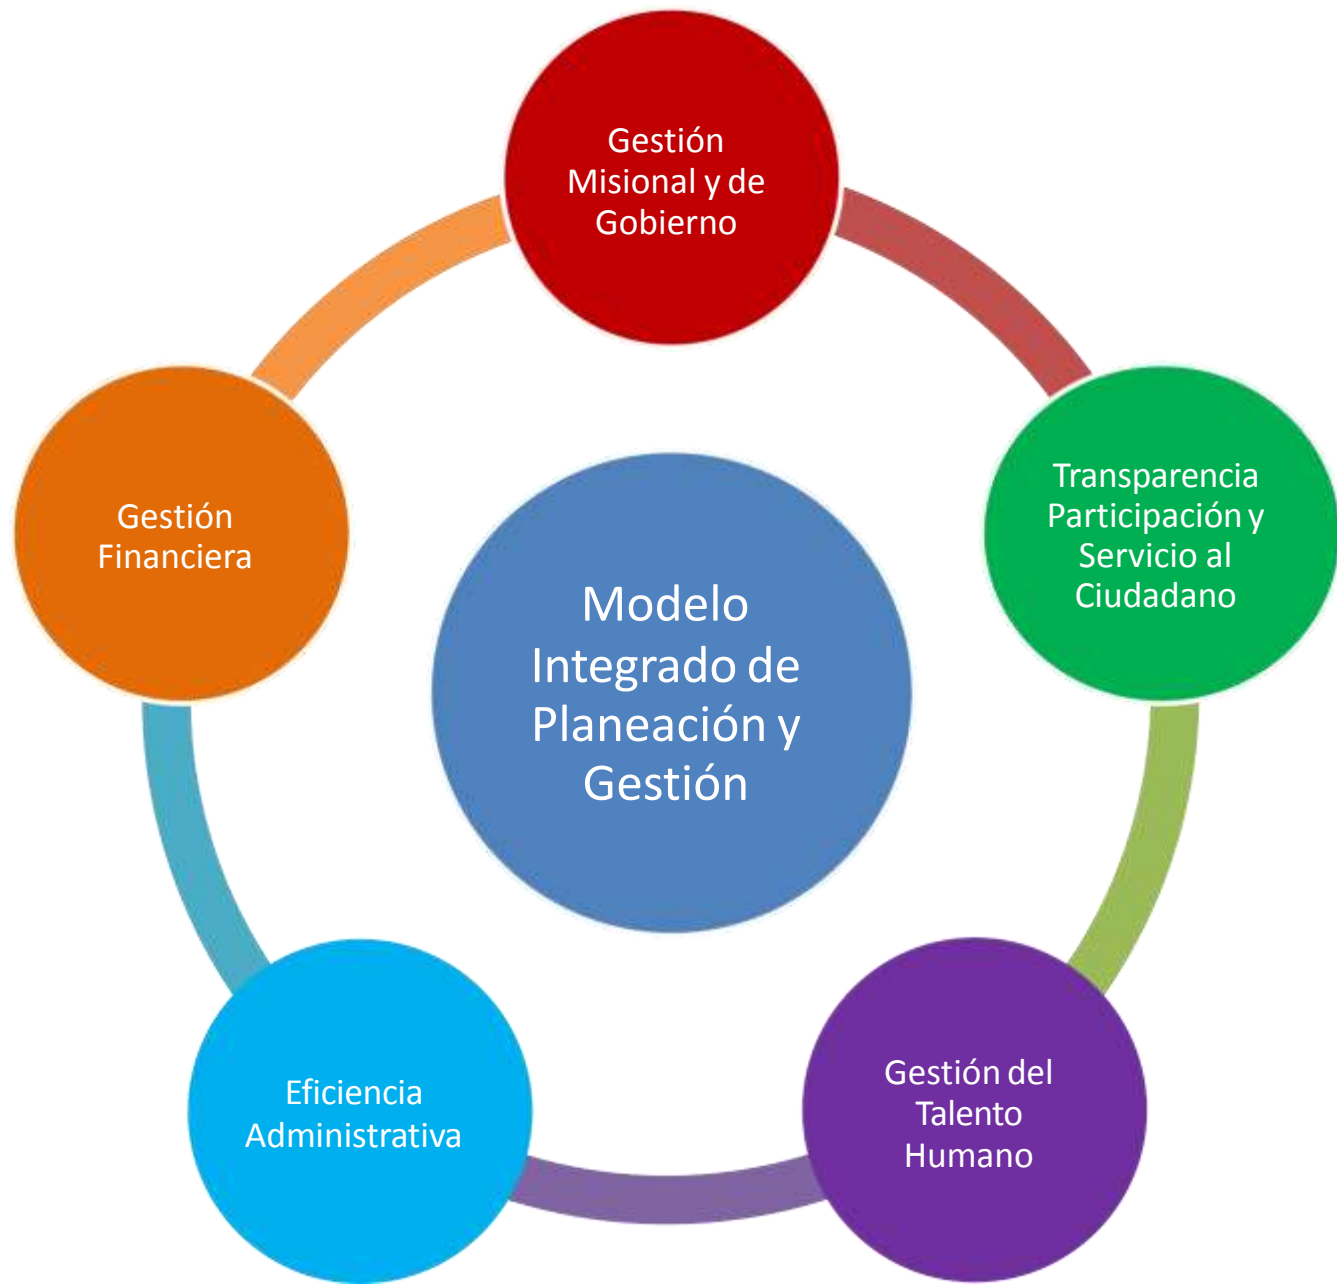 Gestión
Misional y de
Gobierno
Transparencia
Participación y
Servicio al
Ciudadano
Gestión
Financiera
Modelo
Integrado de
Planeación y
Gestión
Gestión del
Talento
Humano
Eficiencia
Administrativa